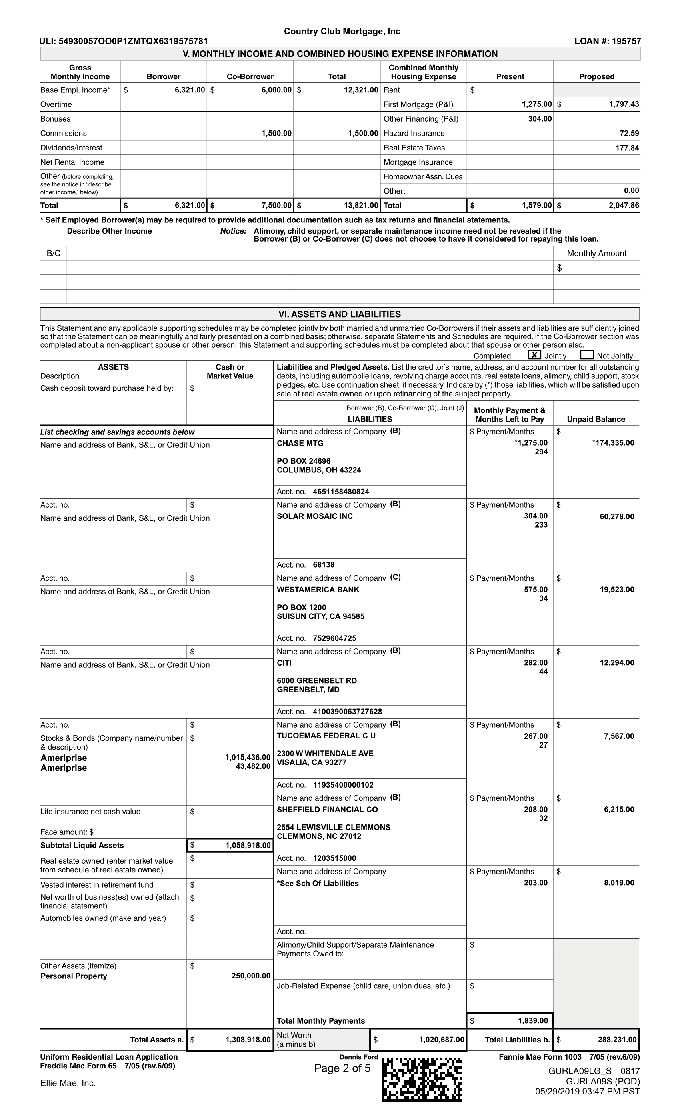 Country Club Mortgage, Inc
ULI: 54930057OO0P1ZMTQX6319575781 LOAN #: 195757
V. MONTHLY INCOME AND COMBINED HOUSING EXPENSE INFORMATION
Gross Monthly Income Borrower Co-Borrower Total Combined Monthly Housing Expense Present Proposed
Base Empl. Income* $ 6,321.00 $ 6,000.00 $ 12,321.00 Rent $
Overtime First Mortgage (P&I) 1,275.00 $ 1,797.43
Bonuses Other Financing (P&I) 304.00
Commissions 1,500.00 1,500.00 Hazard Insurance 72.59
Dividends/Interest Real Estate Taxes 177.84
Net Rental Income Mortgage Insurance
Other (before completing, see the notice in "describe other income," below) Homeowner Assn. Dues
Other: 0.00
Total $ 6,321.00 $ 7,500.00 $ 13,821.00 Total $ 1,579.00 $ 2,047.86
* Self Employed Borrower(s) may be required to provide additional documentation such as tax returns and financial statements.
Describe Other Income Notice: Alimony, child support, or separate maintenance income need not be revealed if the
Borrower (B) or Co-Borrower (C) does not choose to have it considered for repaying this loan.
B/C Monthly Amount
$
VI. ASSETS AND LIABILITIES
This Statement and any applicable supporting schedules may be completed jointly by both married and unmarried Co-Borrowers if their assets and liabilities are sufficiently joined
so that the Statement can be meaningfully and fairly presented on a combined basis; otherwise, separate Statements and Schedules are required. If the Co-Borrower section was
completed about a non-applicant spouse or other person, this Statement and supporting schedules must be completed about that spouse or other person also.
Completed X Jointly Not Jointly
ASSETS Cash or Market Value
Description
Cash deposit toward purchase held by: $
Liabilities and Pledged Assets. List the creditor's name, address, and account number for all outstanding
debts, including automobile loans, revolving charge accounts, real estate loans, alimony, child support, stock
pledges, etc. Use continuation sheet, if necessary. Indicate by (*) those liabilities, which will be satisfied upon
sale of real estate owned or upon refinancing of the subject property.
Borrower (B), Co-Borrower (C), Joint (J)
LIABILITIES Monthly Payment & Months Left to Pay Unpaid Balance
List checking and savings accounts below Name and address of Company (B) $ Payment/Months $
Name and address of Bank, S&L, or Credit Union CHASE MTG *1,275.00 *174,335.00
294
PO BOX 24696
COLUMBUS, OH 43224
Acct. no. 4651158480824
Acct. no. $ Name and address of Company (B) $ Payment/Months $
Name and address of Bank, S&L, or Credit Union SOLAR MOSAIC INC 304.00 60,278.00
233
Acct. no. 68138
Acct. no. $ Name and address of Company (C) $ Payment/Months $
Name and address of Bank, S&L, or Credit Union WESTAMERICA BANK 575.00 19,523.00
34
PO BOX 1200
SUISUN CITY, CA 94585
Acct. no. 7529604725
Acct. no. $ Name and address of Company (B) $ Payment/Months $
Name and address of Bank, S&L, or Credit Union CITI 282.00 12,294.00
44
6000 GREENBELT RD
GREENBELT, MD
Acct. no. 4100390063727628
Acct. no. $ Name and address of Company (B) $ Payment/Months $
Stocks & Bonds (Company name/number & description) $ TUCOEMAS FEDERAL C U 267.00 7,567.00
27
Ameriprise 1,015,436.00 2300 W WHITENDALE AVE
Ameriprise 43,482.00 VISALIA, CA 93277
Acct. no. 11935400000102
Name and address of Company (B) $ Payment/Months $
Life insurance net cash value $ SHEFFIELD FINANCIAL CO 208.00 6,215.00
32
Face amount: $ 2554 LEWISVILLE CLEMMONS
CLEMMONS, NC 27012
Subtotal Liquid Assets $ 1,058,918.00
Acct. no. 1203515000
Real estate owned (enter market value from schedule of real estate owned) $ Name and address of Company $ Payment/Months $
Vested interest in retirement fund $ *See Sch Of Liabilities 203.00 8,019.00
Net worth of business(es) owned (attach financial statement) $
Automobiles owned (make and year) $
Acct. no.
Alimony/Child Support/Separate Maintenance Payments Owed to: $
Other Assets (itemize) $
Personal Property 250,000.00
Job-Related Expense (child care, union dues, etc.) $
Total Monthly Payments $ 1,839.00
Total Assets a. $ 1,308,918.00 Net Worth (a minus b) $ 1,020,687.00 Total Liabilities b. $ 288,231.00
Uniform Residential Loan Application Dennis Ford Fannie Mae Form 1003 7/05 (rev.6/09)
Freddie Mac Form 65 7/05 (rev.6/09) Page 2 of 5
GURLA09LG_S 0817
Ellie Mae, Inc. GURLA09S (POD)
05/29/2019 03:47 PM PST